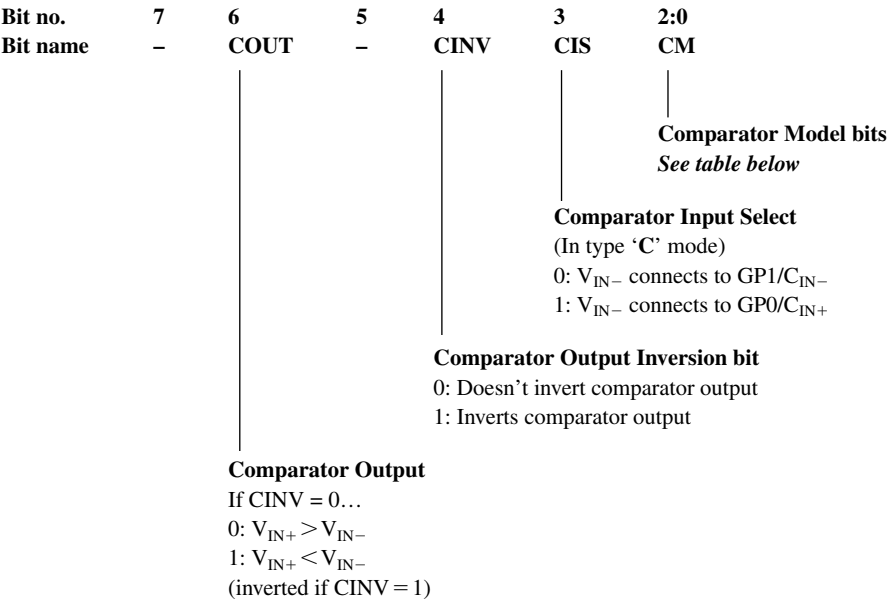 Bit no. 7 6 5 4 3 2:0
Bit name – COUT – CINV CIS CM
Comparator Model bits
See table below
Comparator Input Select
(In type ‘C’ mode)
0: VIN− connects to GP1/CIN−
1: VIN− connects to GP0/CIN+
Comparator Output Inversion bit
0: Doesn’t invert comparator output
1: Inverts comparator output
Comparator Output
If CINV = 0…
0: VIN+ > VIN−
1: VIN+ < VIN−
(inverted if CINV = 1)